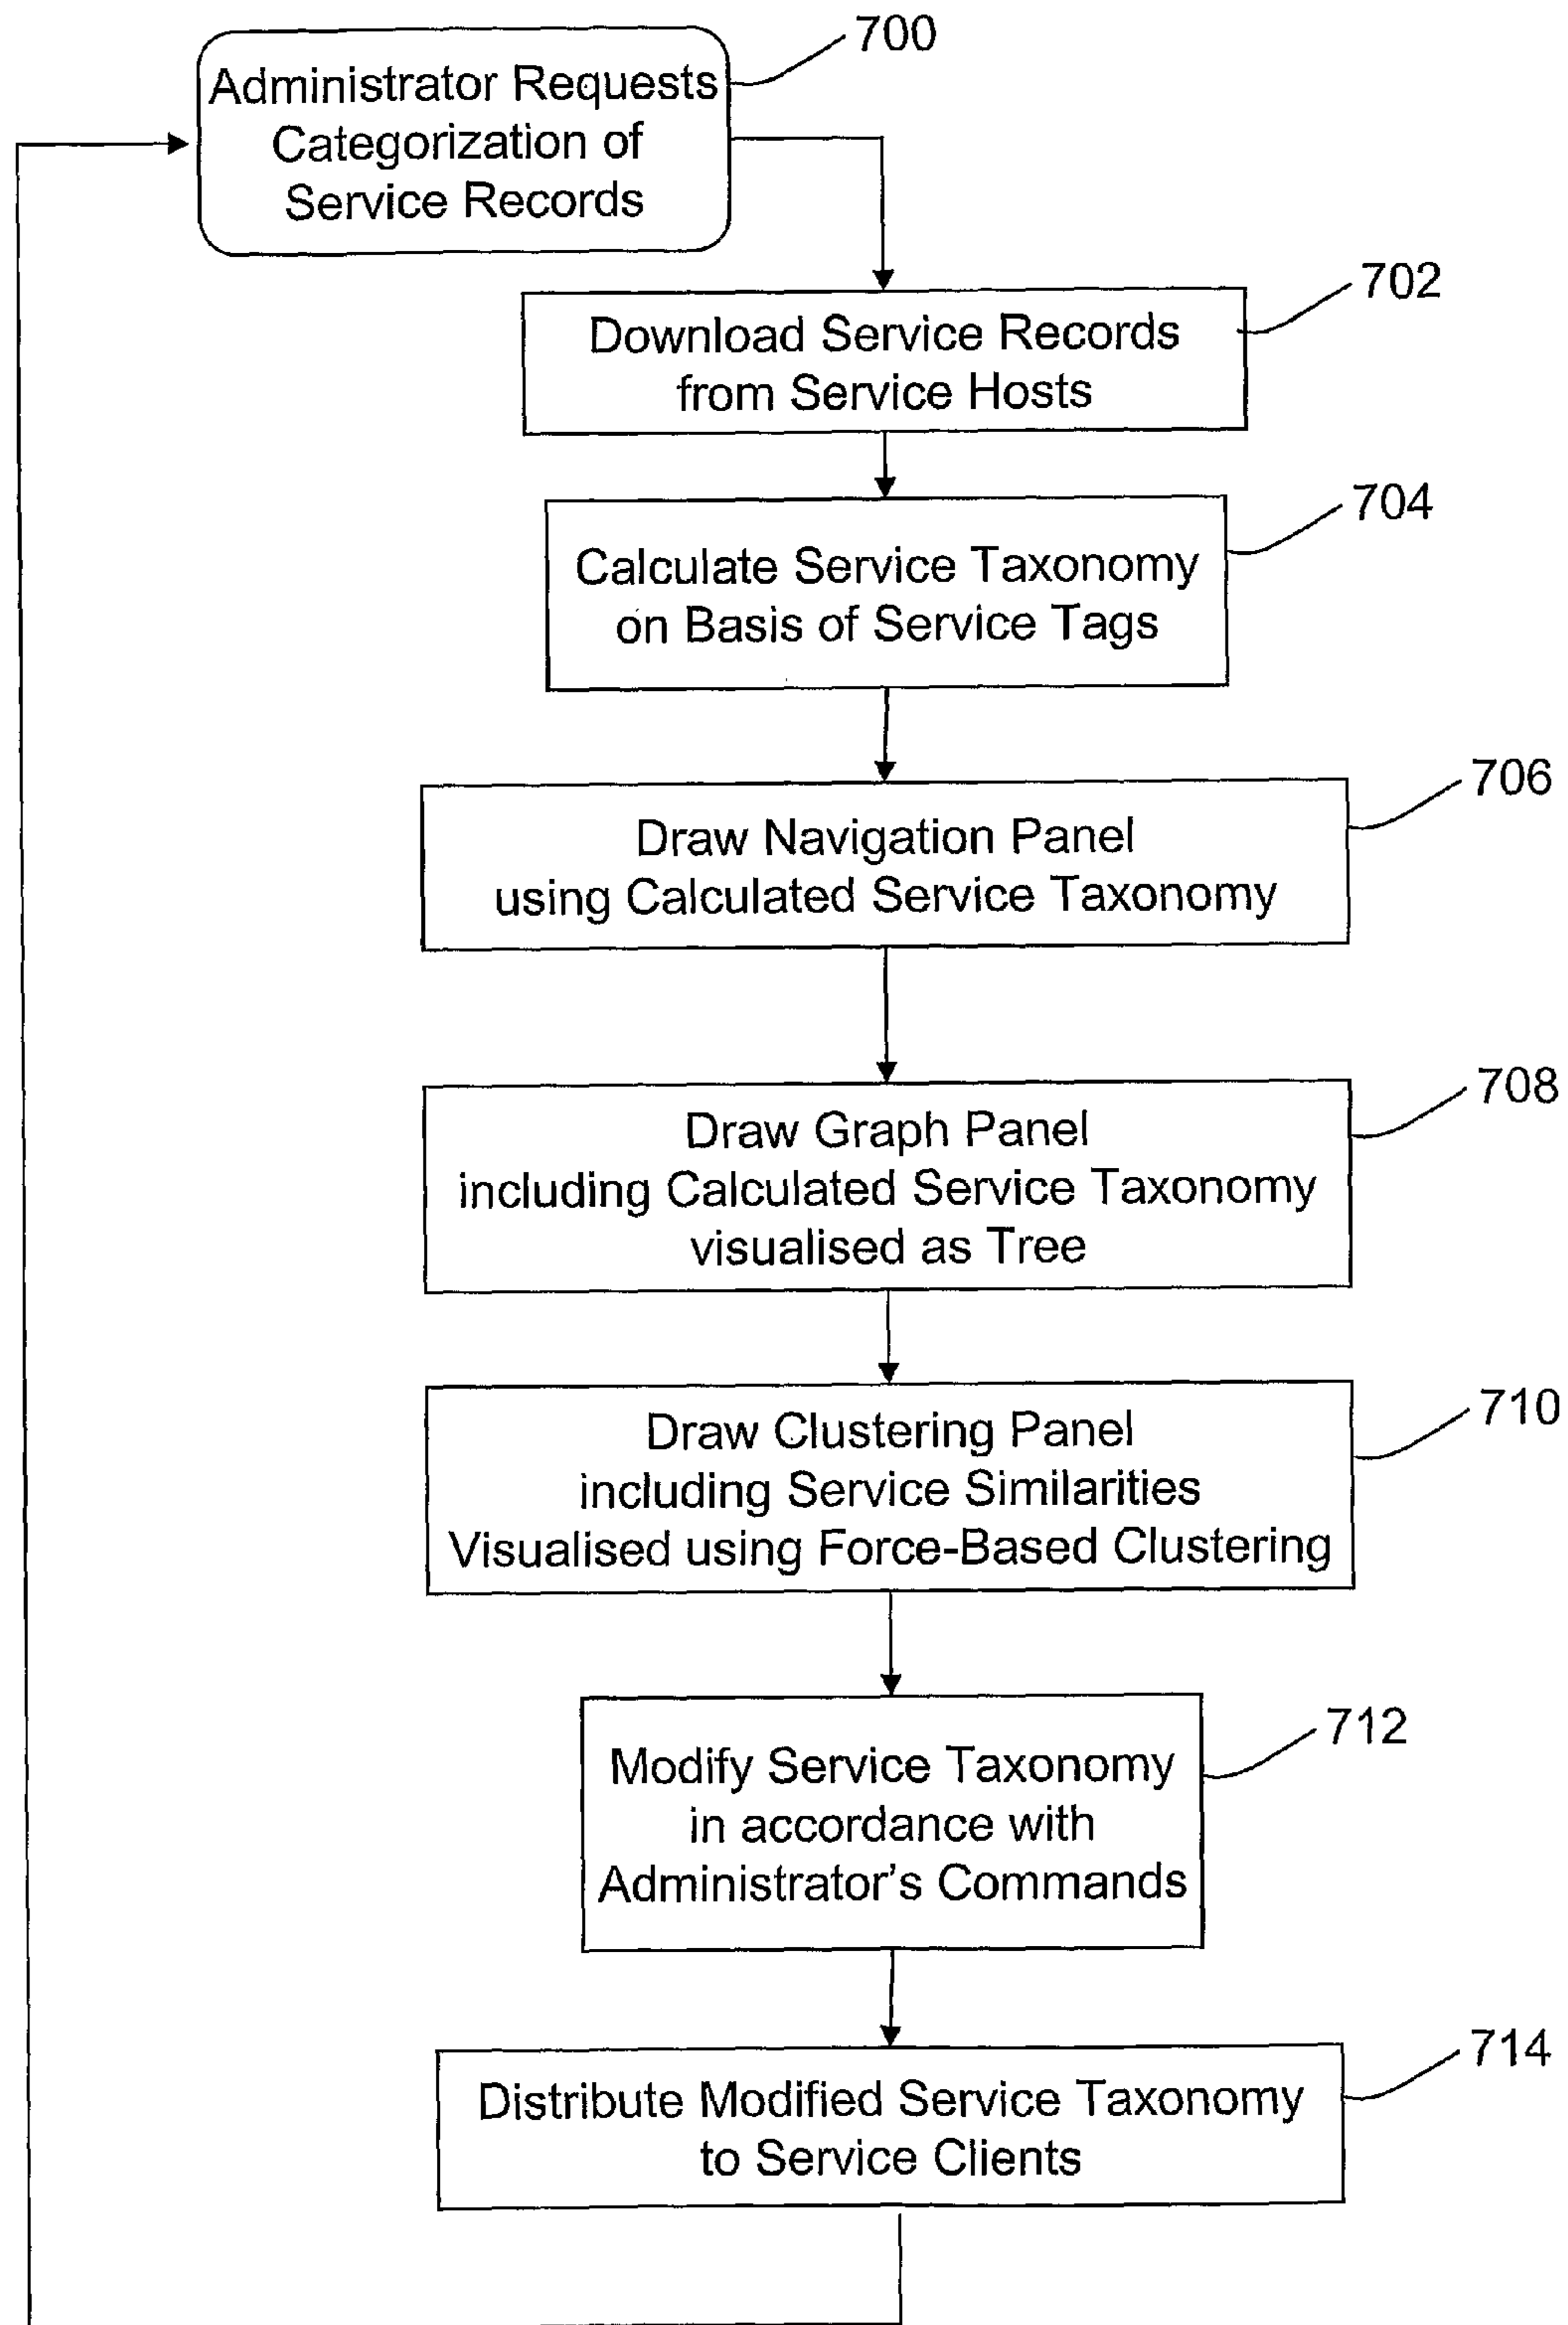 700
Administrator Requests
Categorization of
Service Records
702
Download Service Records
from Service Hosts
704
Calculate Service Taxonomy
on Basis of Service Tags
706
Draw Navigation Panel
using Calculated Service Taxonomy
708
Draw Graph Panel
including Calculated Service Taxonomy
visualised as Tree
710
Draw Clustering Panel
including Service Similarities
Visualised using Force-Based Clustering
712
Modify Service Taxonomy
in accordance with
Administrator's Commands
714
Distribute Modified Service Taxonomy
to Service Clients